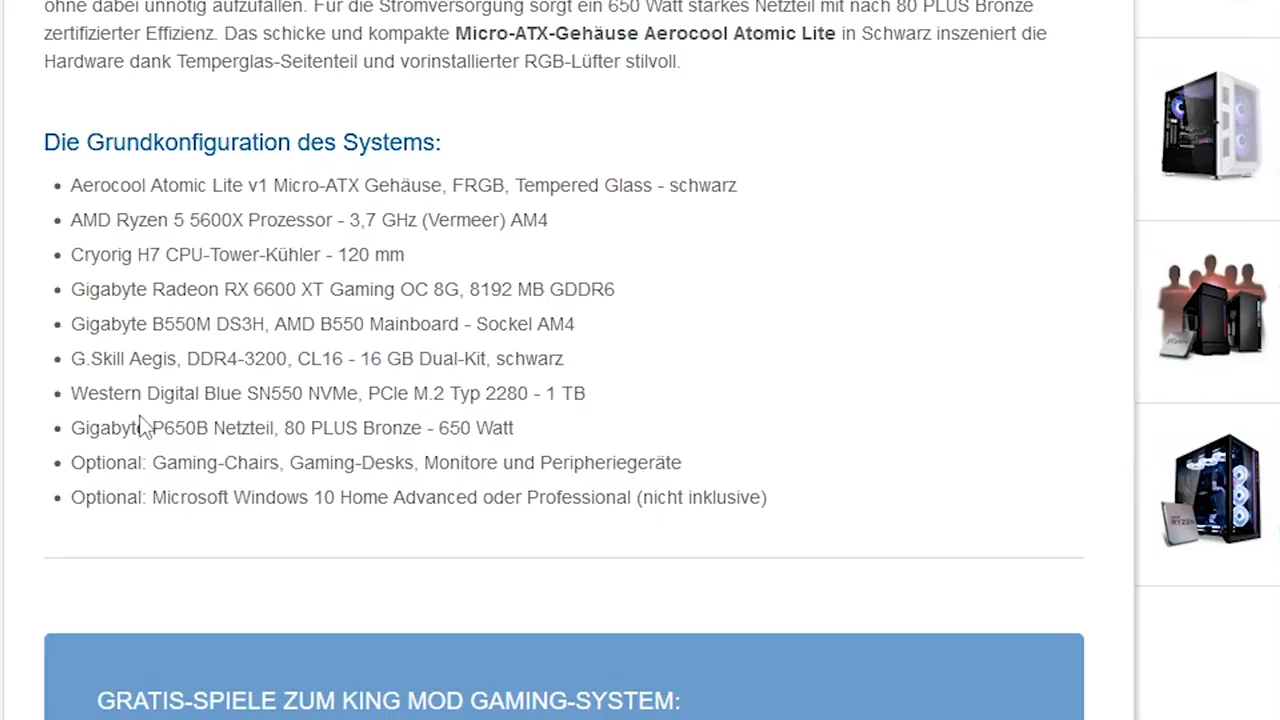 ohne dabei unnötig aufzufallen. Für die Stromversorgung sorgt ein 650 Watt starkes Netzteil mit nach 80 PLUS Bronze
zertifizierter Effizienz. Das schicke und kompakte Micro-ATX-Gehäuse Aerocool Atomic Lite in Schwarz inszeniert die
Hardware dank Temperglas-Seitenteil und vorinstallierter RGB-Lüfter stilvoll.
Die Grundkonfiguration des Systems:
Aerocool Atomic Lite v1 Micro-ATX Gehäuse, FRGB, Tempered Glass - schwarz
AMD Ryzen 5 5600X Prozessor - 3,7 GHz (Vermeer) AM4
Cryorig H7 CPU-Tower-Kühler - 120 mm
Gigabyte Radeon RX 6600 XT Gaming OC 8G, 8192 MB GDDR6
Gigabyte B550M DS3H, AMD B550 Mainboard - Sockel AM4
G.Skill Aegis, DDR4-3200, CL16 - 16 GB Dual-Kit, schwarz
Western Digital Blue SN550 NVMe, PCIe M.2 Typ 2280 - 1 TB
Gigabyte P650B Netzteil, 80 PLUS Bronze - 650 Watt
Optional: Gaming-Chairs, Gaming-Desks, Monitore und Peripheriegeräte
Optional: Microsoft Windows 10 Home Advanced oder Professional (nicht inklusive)
GRATIS-SPIELE ZUM KING MOD GAMING-SYSTEM:
RYZEN